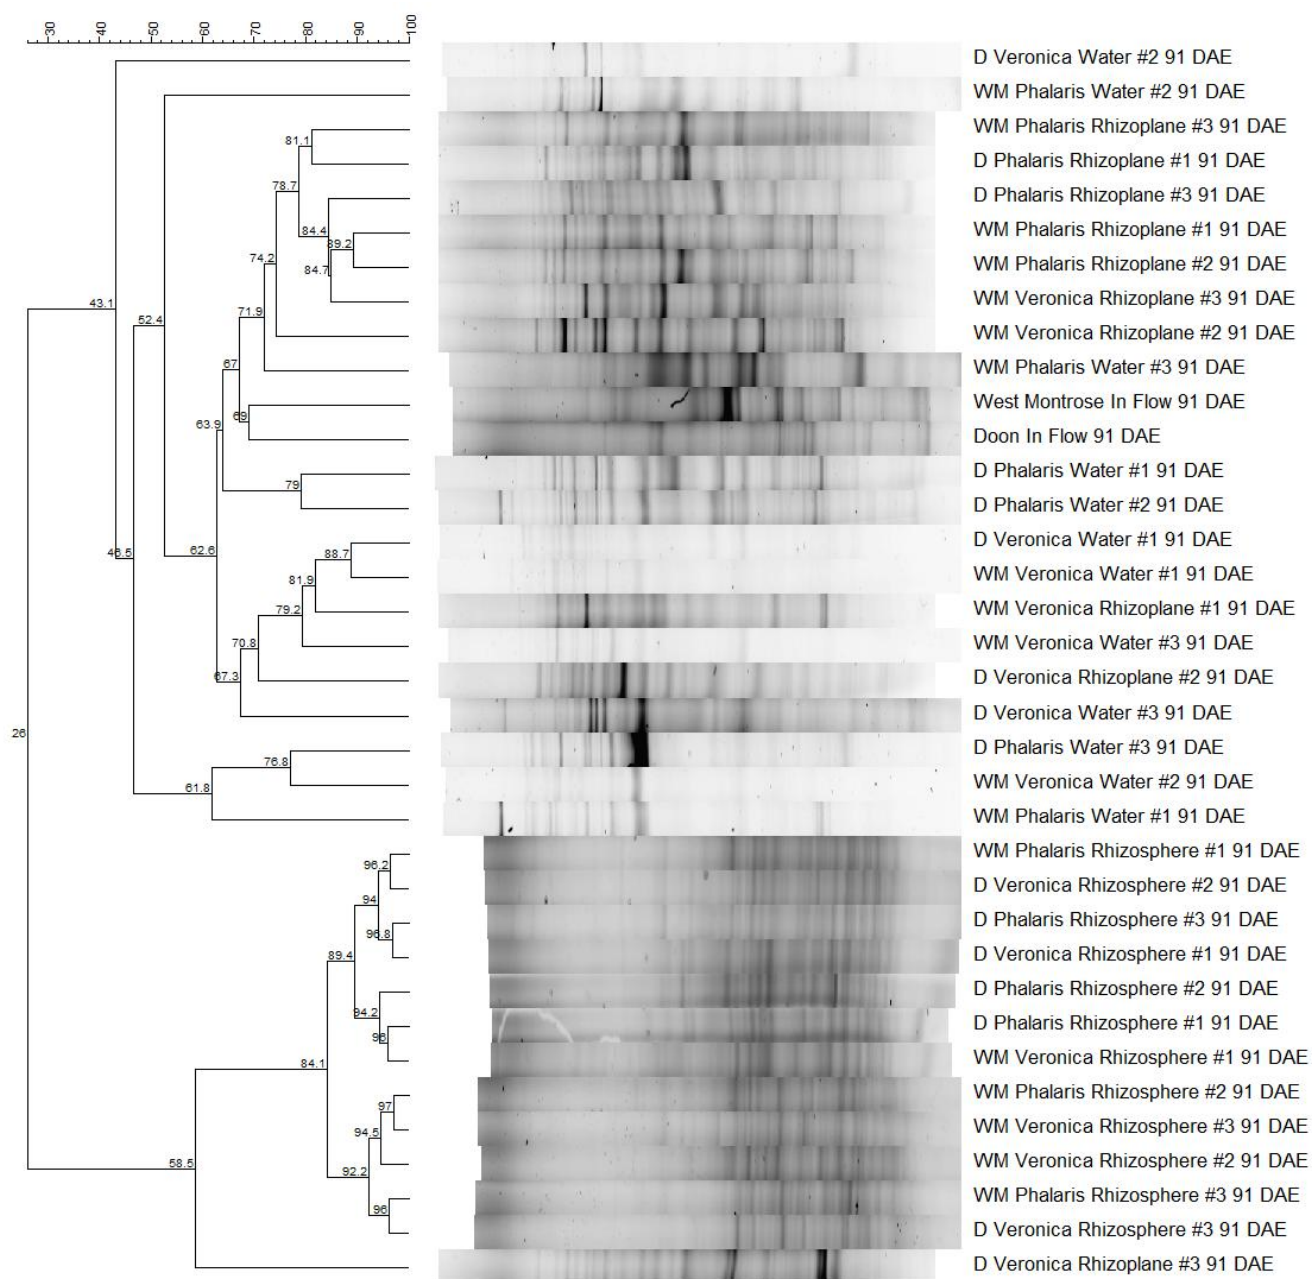 30 40 50 60 70 80 90 100
D Veronica Water #2 91 DAE
WM Phalaris Water #2 91 DAE
WM Phalaris Rhizoplane #3 91 DAE
81.1
D Phalaris Rhizoplane #1 91 DAE
78.7
D Phalaris Rhizoplane #3 91 DAE
84.4
WM Phalaris Rhizoplane #1 91 DAE
89.2
74.2
84.7
WM Phalaris Rhizoplane #2 91 DAE
43.1
WM Veronica Rhizoplane #3 91 DAE
71.9
52.4
WM Veronica Rhizoplane #2 91 DAE
67
WM Phalaris Water #3 91 DAE
West Montrose In Flow 91 DAE
69
63.9
Doon In Flow 91 DAE
D Phalaris Water #1 91 DAE
79
D Phalaris Water #2 91 DAE
D Veronica Water #1 91 DAE
46.5
62.6
88.7
WM Veronica Water #1 91 DAE
81.9
WM Veronica Rhizoplane #1 91 DAE
79.2
WM Veronica Water #3 91 DAE
70.8
67.3
D Veronica Rhizoplane #2 91 DAE
D Veronica Water #3 91 DAE
26
D Phalaris Water #3 91 DAE
76.8
WM Veronica Water #2 91 DAE
61.8
WM Phalaris Water #1 91 DAE
WM Phalaris Rhizosphere #1 91 DAE
96.2
D Veronica Rhizosphere #2 91 DAE
94
D Phalaris Rhizosphere #3 91 DAE
96.8
89.4
D Veronica Rhizosphere #1 91 DAE
D Phalaris Rhizosphere #2 91 DAE
94.2
D Phalaris Rhizosphere #1 91 DAE
96
84.1
WM Veronica Rhizosphere #1 91 DAE
WM Phalaris Rhizosphere #2 91 DAE
97
WM Veronica Rhizosphere #3 91 DAE
94.5
58.5
WM Veronica Rhizosphere #2 91 DAE
92.2
WM Phalaris Rhizosphere #3 91 DAE
96
D Veronica Rhizosphere #3 91 DAE
D Veronica Rhizoplane #3 91 DAE